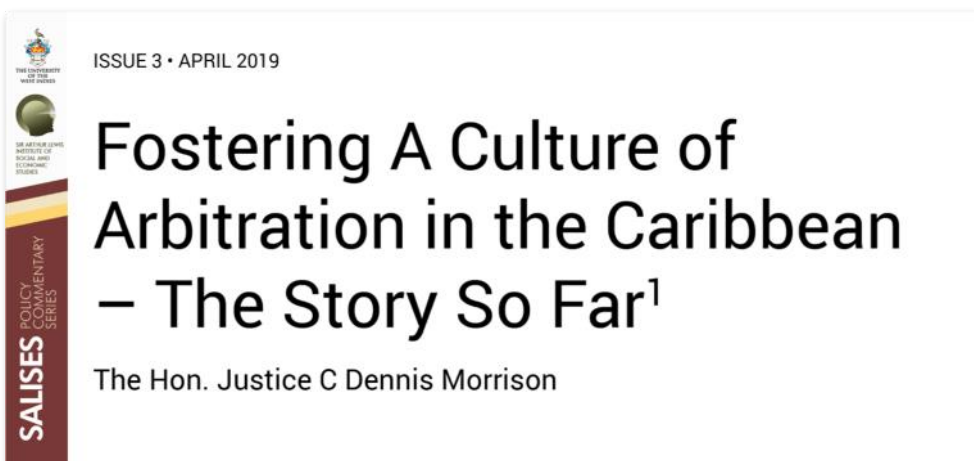 THE UNIVERSITY
OF THE
WEST INDIES
SIR ARTHUR LEWIS
INSTITUTE OF
SOCIAL AND
ECONOMIC
STUDIES
SALISES POLICY
COMMENTARY
SERIES
ISSUE 3 • APRIL 2019
Fostering A Culture of
Arbitration in the Caribbean
– The Story So Far¹
The Hon. Justice C Dennis Morrison